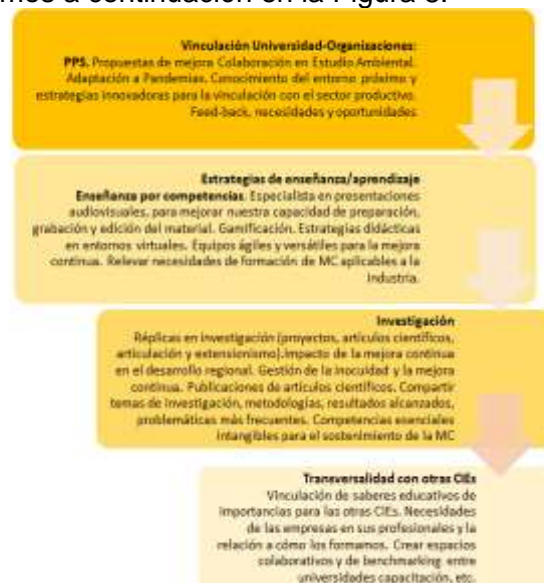 mos a continuación en la Figura 3.
Vinculación Universidad-Organizaciones:
PPS. Propuestas de mejora Colaboración en Estudio Ambiental.
Adaptación a Pandemias. Conocimiento del entorno próximo y
estrategias innovadoras para la vinculación con el sector productivo.
Feed-back, necesidades y oportunidades
Estrategias de enseñanza/aprendizaje
Enseñanza por competencias. Especialista en presentaciones
audiovisuales, para mejorar nuestra capacidad de preparación,
grabación y edición del material. Gamificación. Estrategias didácticas
en entornos virtuales. Equipos ágiles y versátiles para la mejora
continua. Relevar necesidades de formación de MC aplicables a la
Industria.
Investigación
Réplicas en investigación (proyectos, artículos científicos,
articulación y extensionismo).Impacto de la mejora continua
en el desarrollo regional. Gestión de la inocuidad y la mejora
continua. Publicaciones de artículos científicos. Compartir
temas de investigación, metodologías, resultados alcanzados,
problemáticas más frecuentes. Competencias esenciales
intangibles para el sostenimiento de la MC
Transversalidad con otras CIEs
Vinculación de saberes educativos de
importancias para las otras CIEs. Necesidades
de las empresas en sus profesionales y la
relación a cómo los formamos. Crear espacios
colaborativos y de benchmarking entre
universidades capacitación, etc.